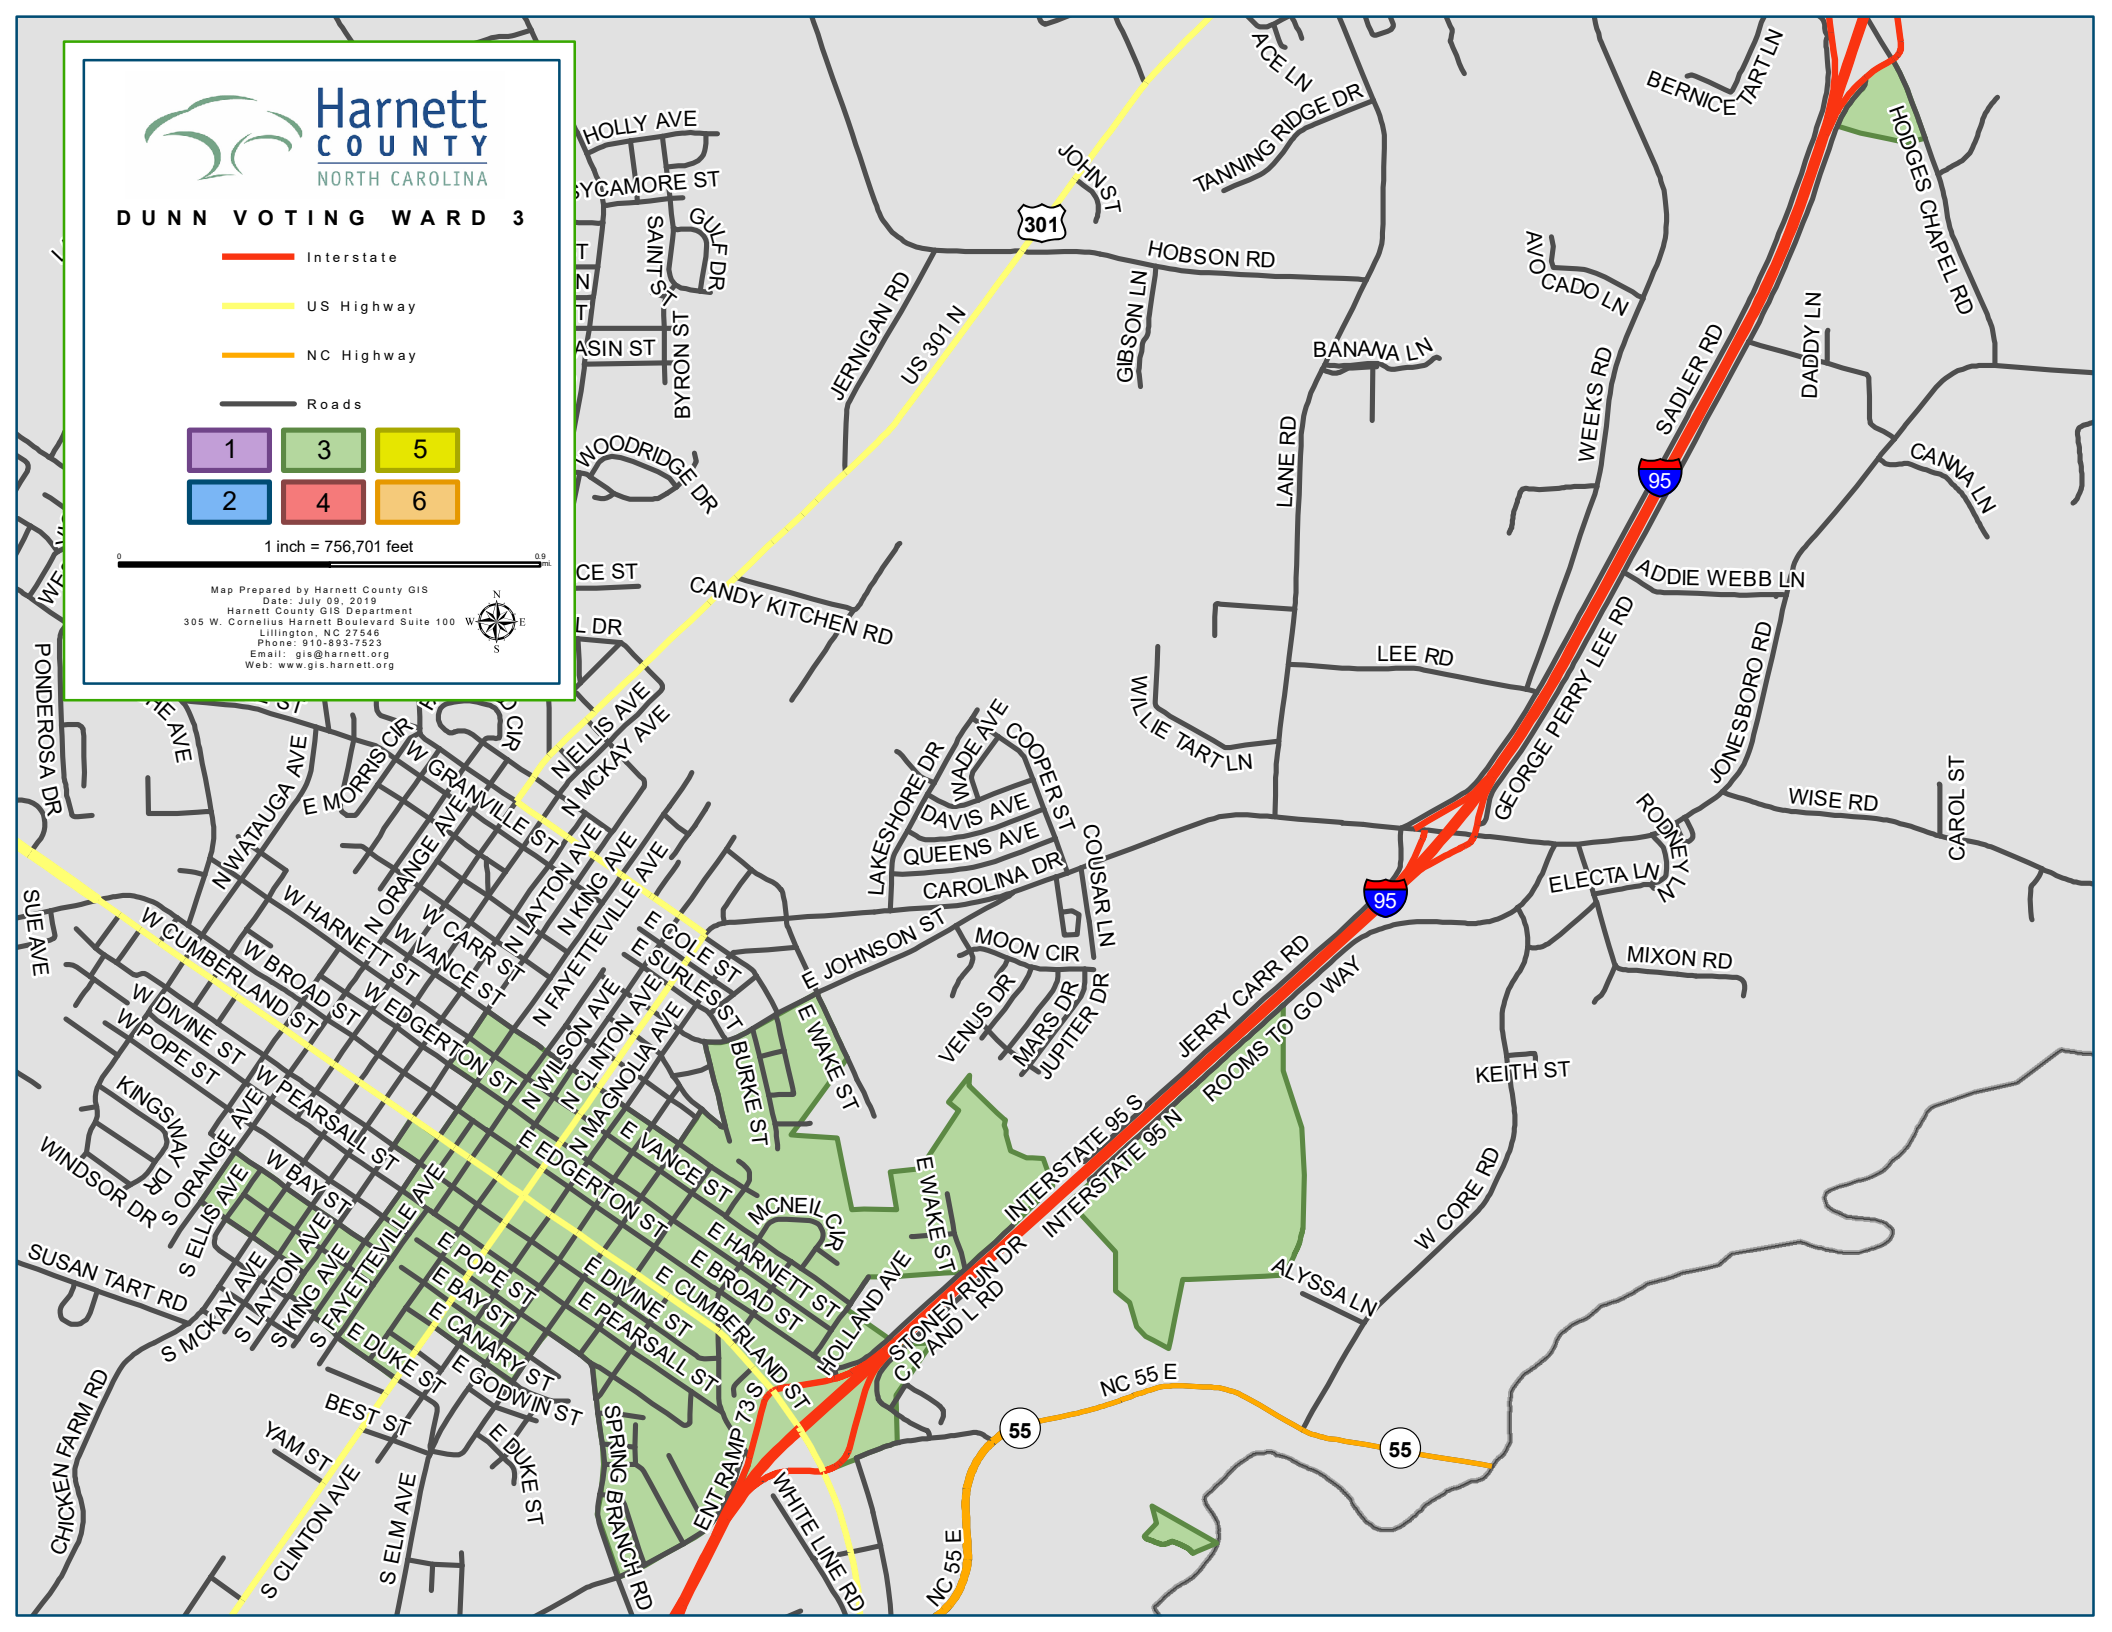 Harnett
COUNTY
NORTH CAROLINA
DUNN VOTING WARD 3
Interstate
US Highway
NC Highway
Roads
1
3
5
2
4
6
1 inch = 756,701 feet
0
0.9
mi.
Map Prepared by Harnett County GIS
Date: July 09, 2019
Harnett County GIS Department
305 W. Cornelius Harnett Boulevard Suite 100
Lillington, NC 27546
Phone: 910-893-7523
Email: gis@harnett.org
Web: www.gis.harnett.org
N
W
E
S
HOLLY AVE
SYCAMORE ST
SAINT ST
GULF DR
BYRON ST
ASIN ST
WOODRIDGE DR
CE ST
L DR
ACE LN
TANNING RIDGE DR
JOHN ST
301
HOBSON RD
JERNIGAN RD
US 301 N
GIBSON LN
BANANA LN
LANE RD
AVOCADO LN
WEEKS RD
BERNICE
TART LN
HODGES CHAPEL RD
SADLER RD
DADDY LN
CANNA LN
95
ADDIE WEBB LN
CANDY KITCHEN RD
LEE RD
WILLIE TART LN
GEORGE PERRY LEE RD
JONESBORO RD
WISE RD
CAROL ST
RODNEY LN
ELECTA LN
MIXON RD
95
KEITH ST
W CORE RD
ALYSSA LN
PONDEROSA DR
SUE AVE
N WATAUGA AVE
E MORRIS CIR
W GRANVILLE ST
N ELLIS AVE
N MCKAY AVE
N ORANGE AVE
N LAYTON AVE
N KING AVE
N FAYETTEVILLE AVE
LAKESHORE DR
WADE AVE
COOPER ST
DAVIS AVE
QUEENS AVE
CAROLINA DR
COUSAR LN
E JOHNSON ST
MOON CIR
VENUS DR
MARS DR
JUPITER DR
JERRY CARR RD
ROOMS TO GO WAY
W HARNETT ST
W CARR ST
W VANCE ST
W CUMBERLAND ST
W BROAD ST
W EDGERTON ST
E COLE ST
E SURLES ST
N WILSON AVE
N CLINTON AVE
N MAGNOLIA AVE
BURKE ST
E WAKE ST
W DIVINE ST
W POPE ST
W PEARSALL ST
W BAY ST
KINGSWAY DR
WINDSOR DR
S ORANGE AVE
S ELLIS AVE
S MCKAY AVE
S LAYTON AVE
S KING AVE
S FAYETTEVILLE AVE
SUSAN TART RD
CHICKEN FARM RD
E EDGERTON ST
E VANCE ST
MCNEIL CIR
E HARNETT ST
E BROAD ST
E CUMBERLAND ST
E DIVINE ST
E PEARSALL ST
E POPE ST
E BAY ST
E CANARY ST
E GODWIN ST
E DUKE ST
E DUKE ST
BEST ST
YAM ST
S CLINTON AVE
S ELM AVE
SPRING BRANCH RD
ENT RAMP 73 S
WHITE LINE RD
HOLLAND AVE
STONEY RUN DR
C P AND L RD
E WAKE ST
INTERSTATE 95 S
INTERSTATE 95 N
NC 55 E
55
55
NC 55 E